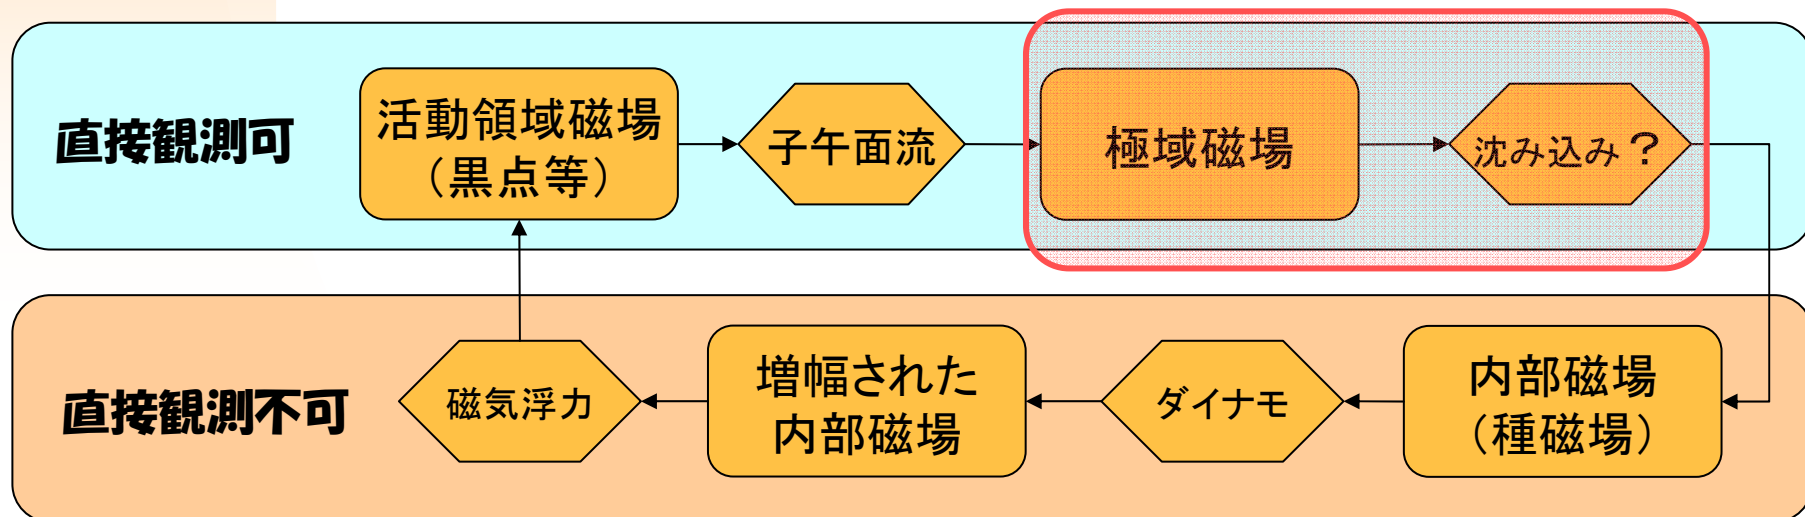 直接観測可
活動領域磁場
（黒点等）
子午面流
極域磁場
沈み込み？
直接観測不可
磁気浮力
増幅された
内部磁場
ダイナモ
内部磁場
（種磁場）